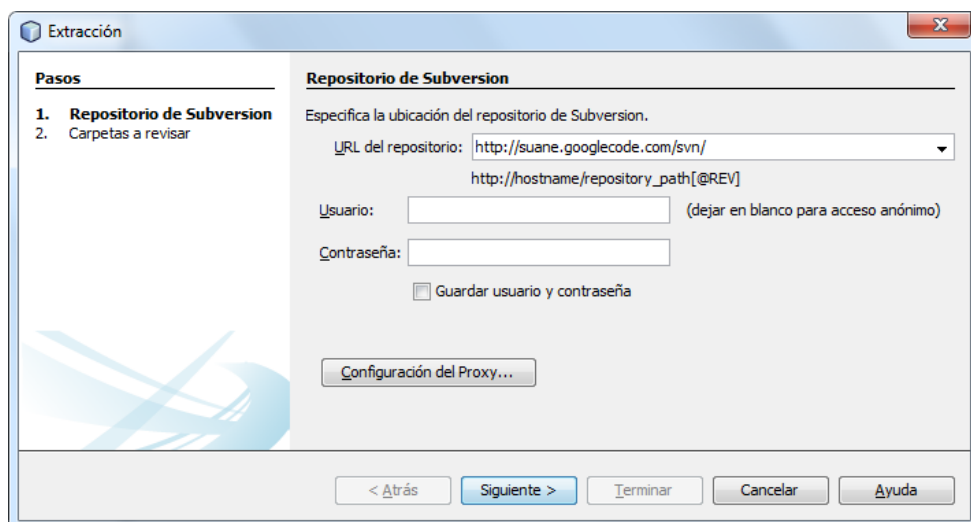 Extracción
Pasos
1. Repositorio de Subversion
2. Carpetas a revisar
Repositorio de Subversion
Especifica la ubicación del repositorio de Subversion.
URL del repositorio: http://suane.googlecode.com/svn/
http://hostname/repository_path[@REV]
Usuario: (dejar en blanco para acceso anónimo)
Contraseña:
Guardar usuario y contraseña
Configuración del Proxy...
< Atrás Siguiente > Terminar Cancelar Ayuda